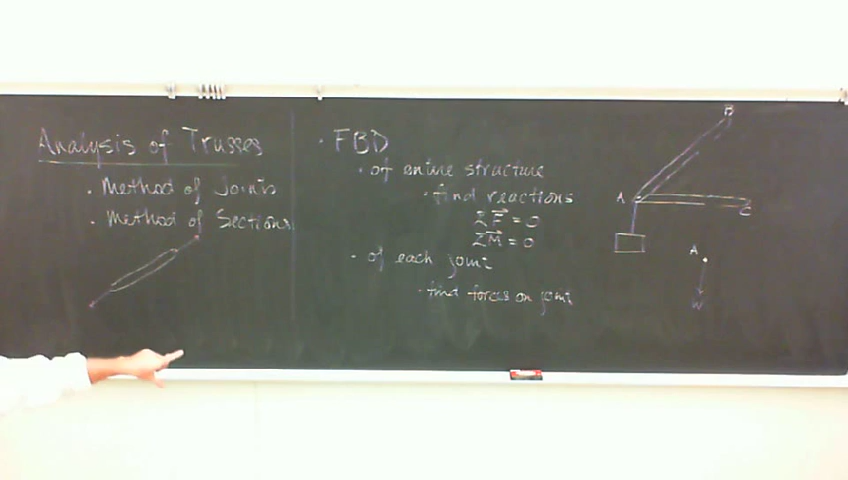 Analysis of Trusses
. Method of Joints
. Method of Sections
· FBD
· of entire structure
· find reactions
ΣF⃗ = 0
ΣM⃗ = 0
· of each joint
· find forces on joint
B
A
C
A
W